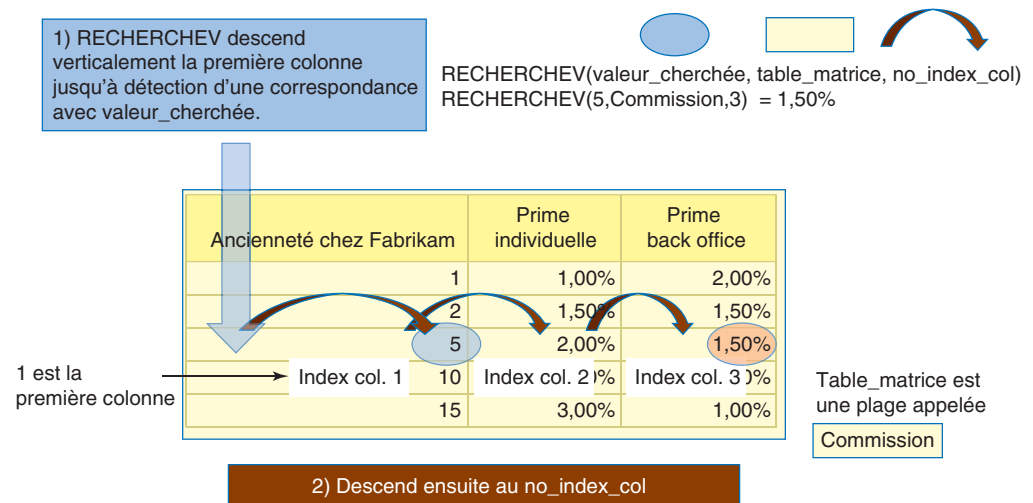 1) RECHERCHEV descend
verticalement la première colonne
jusqu'à détection d'une correspondance
avec valeur_cherchée.
RECHERCHEV(valeur_cherchée, table_matrice, no_index_col)
RECHERCHEV(5,Commission,3) = 1,50%
Ancienneté chez Fabrikam
Prime
individuelle
Prime
back office
1 1,00% 2,00%
2 1,50% 1,50%
5 2,00% 1,50%
1 est la
première colonne
Index col. 1 10 Index col. 2 Index col. 3
15 3,00% 1,00%
Table_matrice est
une plage appelée
Commission
2) Descend ensuite au no_index_col